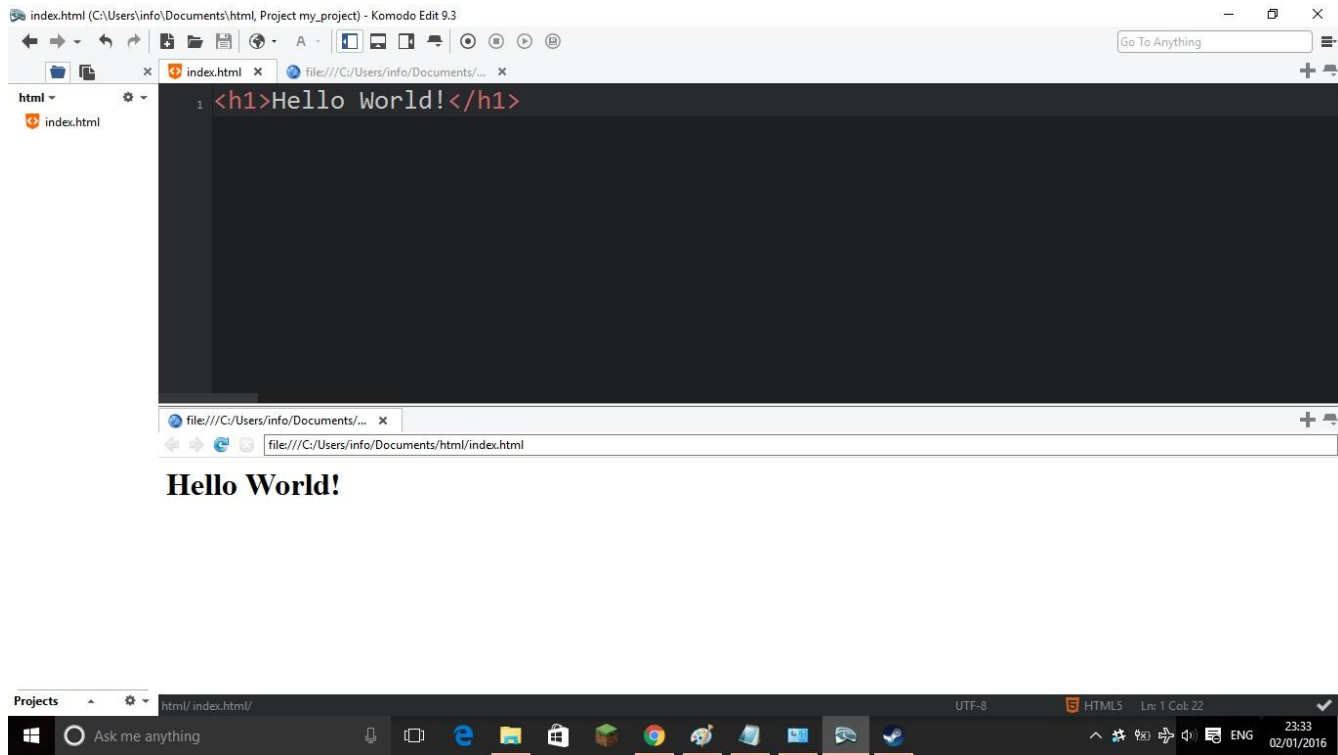 index.html (C:\Users\info\Documents\html, Project my_project) - Komodo Edit 9.3
Go To Anything
index.html
file:///C:/Users/info/Documents/...
html
index.html
1 <h1>Hello World!</h1>
file:///C:/Users/info/Documents/...
file:///C:/Users/info/Documents/html/index.html
Hello World!
Projects
html/index.html/
UTF-8
HTML5 Ln: 1 Col: 22
Ask me anything
ENG
23:33
02/01/2016